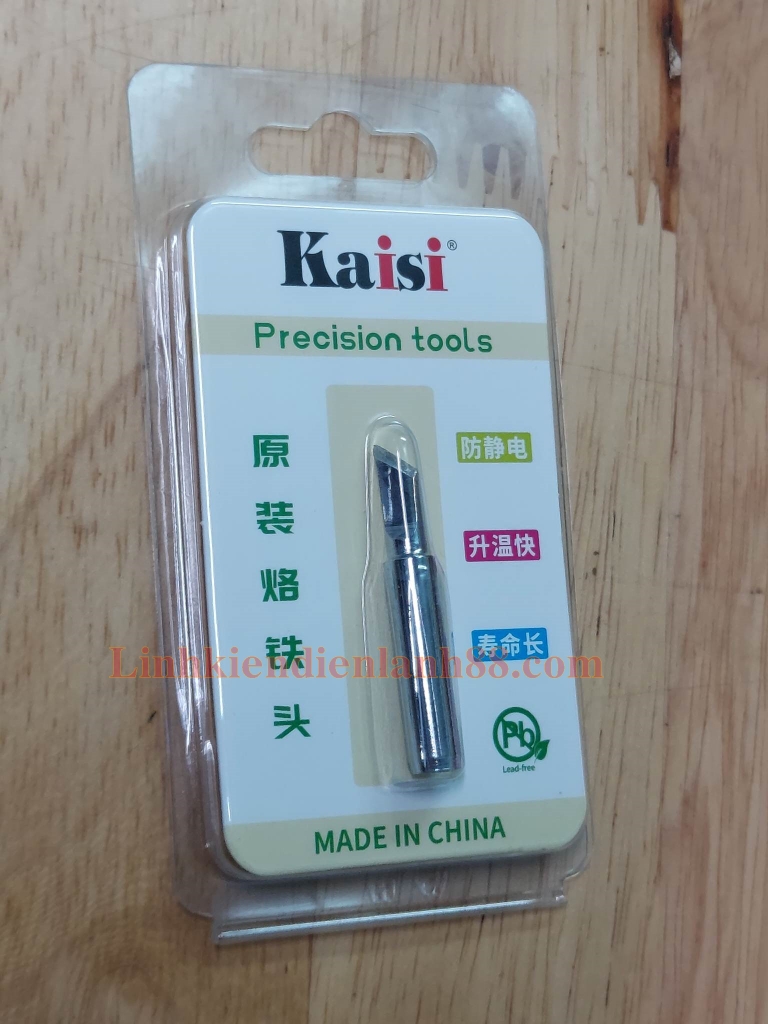 Kaisi®
Precision tools
原装烙铁头
防静电
升温快
寿命长
Linhkiendienlanh88.com
Pb
Lead-free
MADE IN CHINA